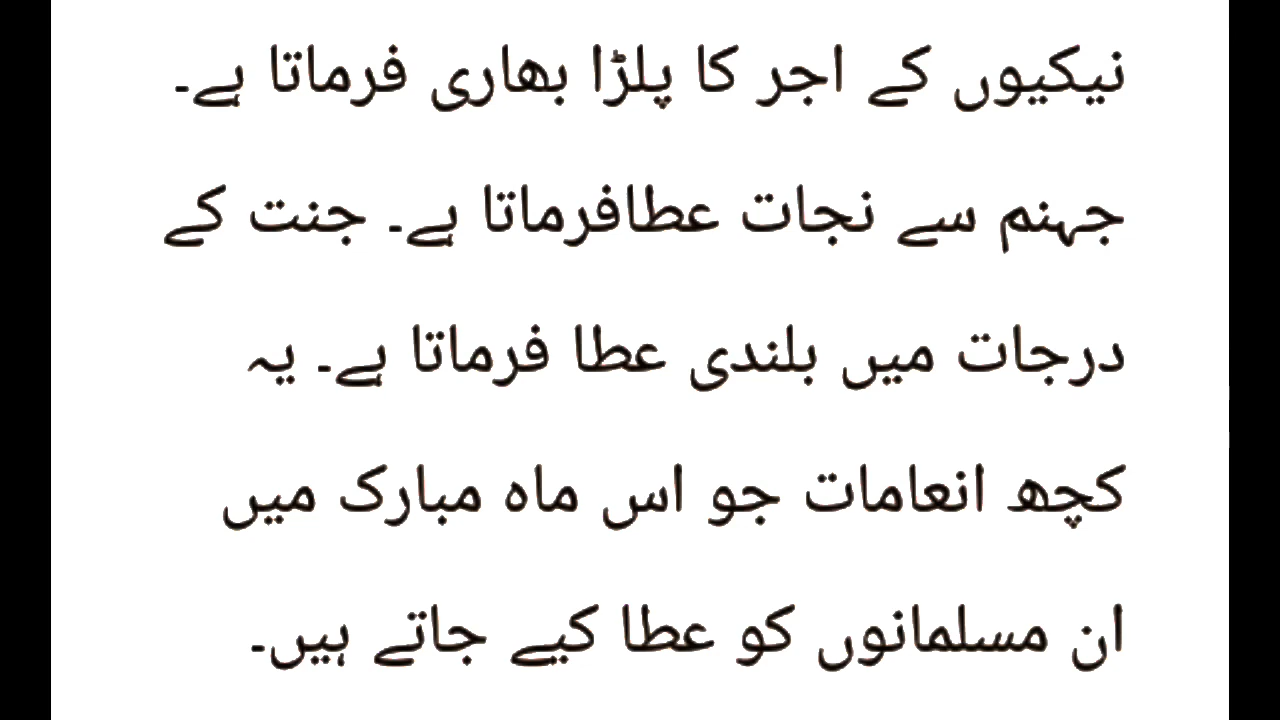 نیکیوں کے اجر کا پلڑا بھاری فرماتا ہے۔
جہنم سے نجات عطافرماتا ہے۔ جنت کے
درجات میں بلندی عطا فرماتا ہے۔ یہ
کچھ انعامات جو اس ماہ مبارک میں
ان مسلمانوں کو عطا کیے جاتے ہیں۔